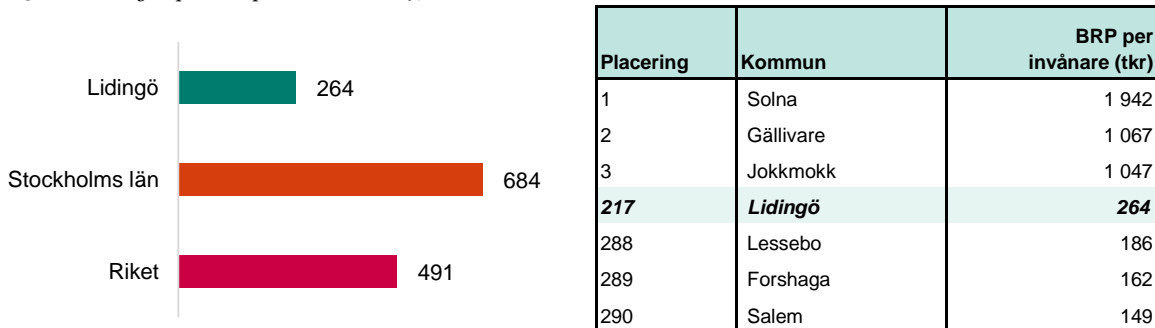 Lidingö 264
Stockholms län 684
Riket 491
Placering Kommun BRP per
invånare (tkr)
1 Solna 1 942
2 Gällivare 1 067
3 Jokkmokk 1 047
217 Lidingö 264
288 Lessebo 186
289 Forshaga 162
290 Salem 149